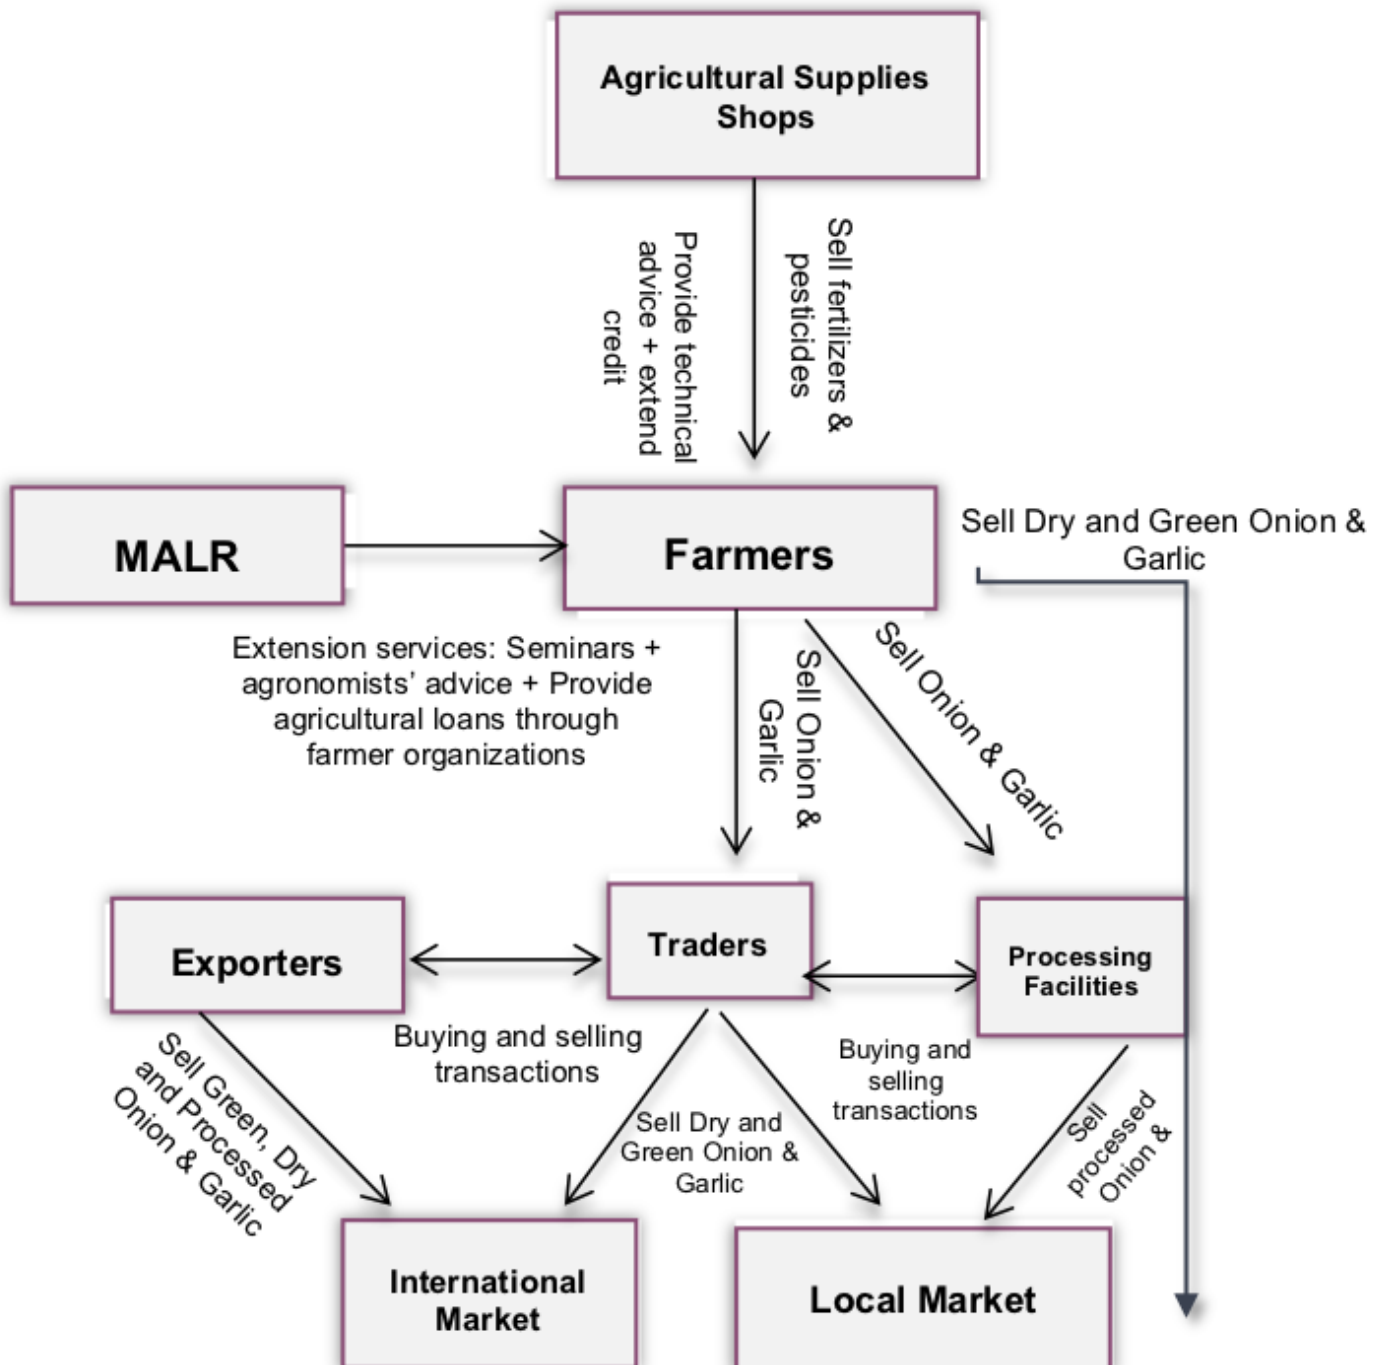 Agricultural Supplies
Shops
Provide technical
advice + extend
credit
Sell fertilizers &
pesticides
MALR
Farmers
Sell Dry and Green Onion &
Garlic
Extension services: Seminars +
agronomists' advice + Provide
agricultural loans through
farmer organizations
Sell Onion &
Garlic
Sell Onion & Garlic
Exporters
Traders
Processing
Facilities
Buying and selling
transactions
Buying and
selling
transactions
Sell Green, Dry
and Processed
Onion & Garlic
Sell Dry and
Green Onion &
Garlic
Sell
processed
Onion &
International
Market
Local Market